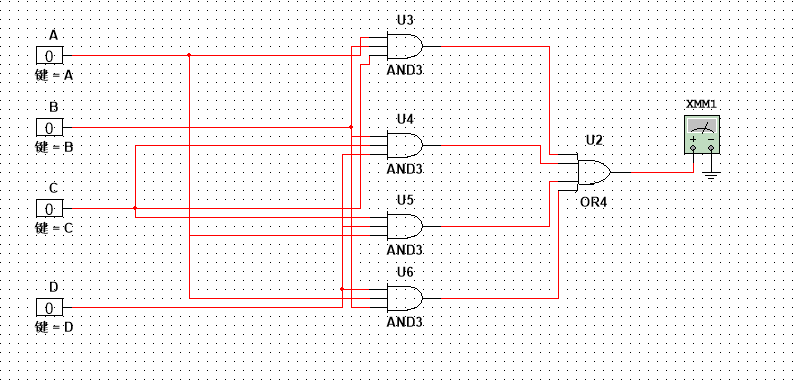 A
0
键 = A
B
0
键 = B
C
0
键 = C
D
0
键 = D
U3
AND3
U4
AND3
U5
AND3
U6
AND3
U2
OR4
XMM1
+ −